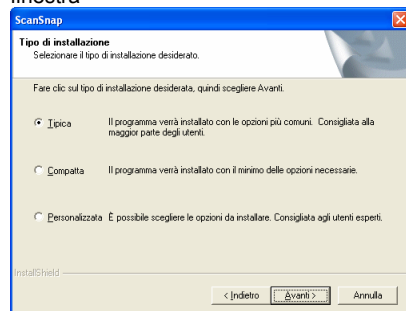 finestra
ScanSnap
Tipo di installazione
Selezionare il tipo di installazione desiderato.
Fare clic sul tipo di installazione desiderata, quindi scegliere Avanti.
Tipica Il programma verrà installato con le opzioni più comuni. Consigliata alla
maggior parte degli utenti.
Compatta Il programma verrà installato con il minimo delle opzioni necessarie.
Personalizzata È possibile scegliere le opzioni da installare. Consigliata agli utenti esperti.
InstallShield
< Indietro Avanti > Annulla